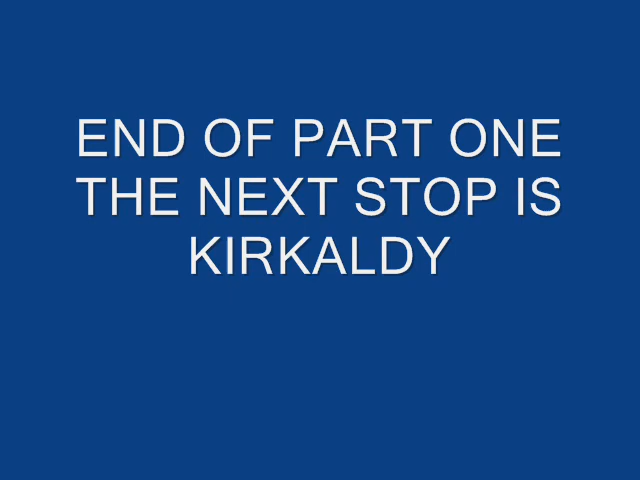 END OF PART ONE
THE NEXT STOP IS
KIRKALDY